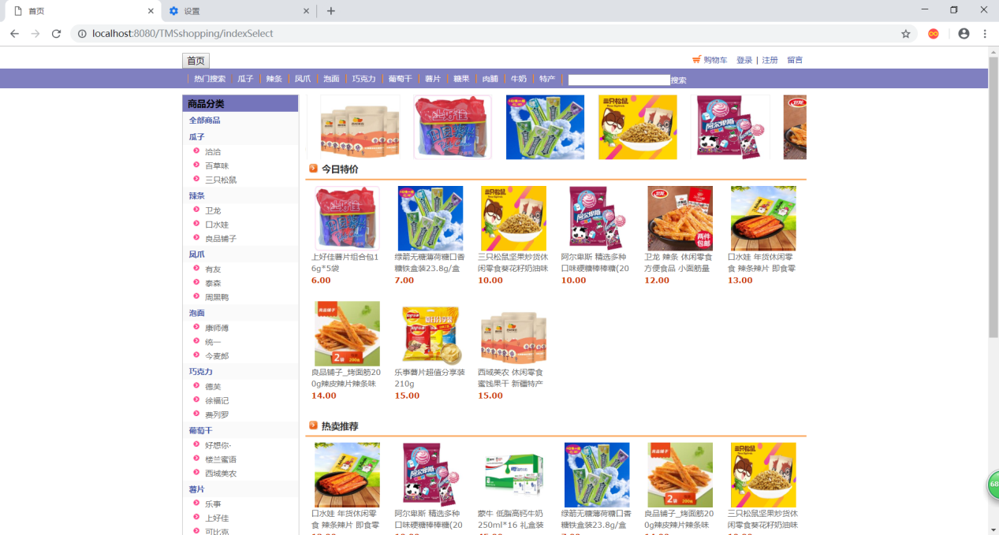 首页
设置
localhost:8080/TMSshopping/indexSelect
首页
购物车 登录 | 注册 留言
热门搜索 瓜子 辣条 凤爪 泡面 巧克力 葡萄干 薯片 糖果 肉脯 牛奶 特产 搜索
商品分类
全部商品
瓜子
洽洽
百草味
三只松鼠
辣条
卫龙
口水娃
良品铺子
凤爪
有友
泰森
周黑鸭
泡面
康师傅
统一
今麦郎
巧克力
德芙
徐福记
费列罗
葡萄干
好想你·
楼兰蜜语
西域美农
薯片
乐事
上好佳
可比克
今日特价
上好佳薯片组合包1
6g*5袋
6.00
绿箭无糖薄荷糖口香
糖铁盒装23.8g/盒
7.00
三只松鼠坚果炒货休
闲零食葵花籽奶油味
10.00
阿尔卑斯 精选多种
口味硬糖棒棒糖(20
10.00
卫龙
两件
包邮
卫龙 辣条 休闲零食
方便食品 小面筋量
12.00
口水娃 年货休闲零
食 辣条辣片 即食零
13.00
良品铺子_烤面筋20
0g辣皮辣片辣条味
14.00
乐事薯片超值分享装
210g
15.00
西域美农 休闲零食
蜜饯果干 新疆特产
15.00
热卖推荐
口水娃 年货休闲零
食 辣条辣片 即食零
阿尔卑斯 精选多种
口味硬糖棒棒糖(20
蒙牛 低脂高钙牛奶
250ml*16 礼盒装
绿箭无糖薄荷糖口香
糖铁盒装23.8g/盒
良品铺子_烤面筋20
0g辣皮辣片辣条味
三只松鼠坚果炒货休
闲零食葵花籽奶油味
68